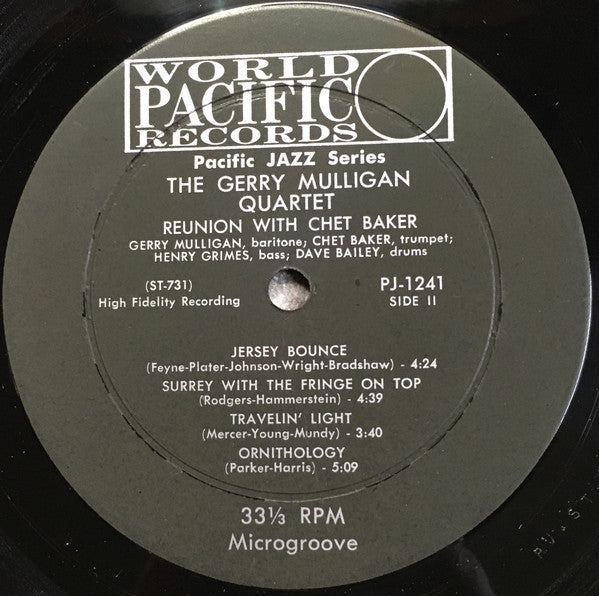 WORLD
PACIFIC
RECORDS
Pacific JAZZ Series
THE GERRY MULLIGAN
QUARTET
REUNION WITH CHET BAKER
GERRY MULLIGAN, baritone; CHET BAKER, trumpet;
HENRY GRIMES, bass; DAVE BAILEY, drums
(ST-731)
High Fidelity Recording
PJ-1241
SIDE II
JERSEY BOUNCE
(Feyne-Plater-Johnson-Wright-Bradshaw) - 4:24
SURREY WITH THE FRINGE ON TOP
(Rodgers-Hammerstein) - 4:39
TRAVELIN' LIGHT
(Mercer-Young-Mundy) - 3:40
ORNITHOLOGY
(Parker-Harris) - 5:09
33⅓ RPM
Microgroove